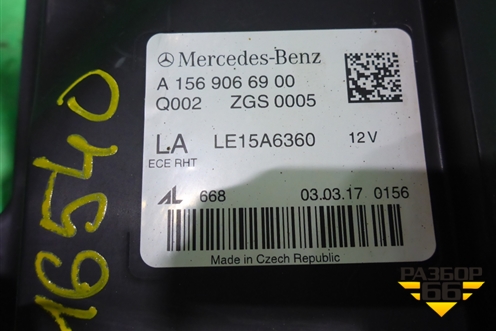 Mercedes-Benz
A 156 906 69 00
Q002 ZGS 0005
LA LE15A6360 12V
ECE RHT
AL 668 03.03.17 0156
Made in Czech Republic
16540
РАЗБОР
66